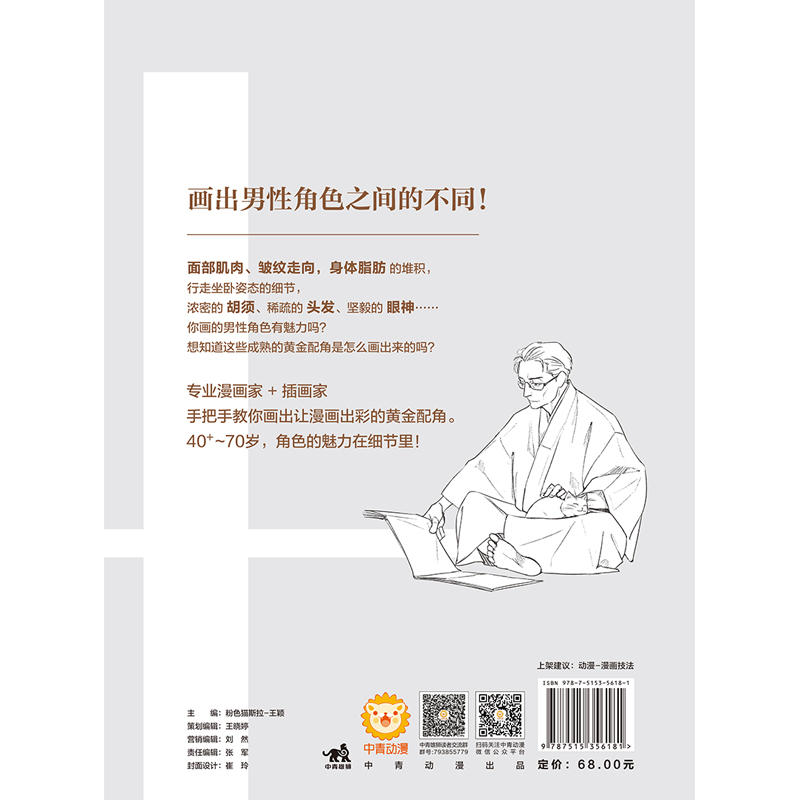 画出男性角色之间的不同！
面部肌肉、皱纹走向，身体脂肪 的堆积，
行走坐卧姿态的细节，
浓密的 胡须、稀疏的 头发、坚毅的 眼神……
你画的男性角色有魅力吗？
想知道这些成熟的黄金配角是怎么画出来的吗？
专业漫画家 + 插画家
手把手教你画出让漫画出彩的黄金配角。
40⁺~70岁，角色的魅力在细节里！
上架建议：动漫-漫画技法
ISBN 978-7-5153-5618-1
9 787515 356181 >
定价：68.00元
主 编：粉色猫斯拉-王颖
策划编辑：王晓婷
营销编辑：刘 然
责任编辑：张 军
封面设计：崔 玲
中青雄狮
中青动漫
中青雄狮读者交流群
群号:793855779
扫码关注中青动漫
微信公众平台
中青动漫出品